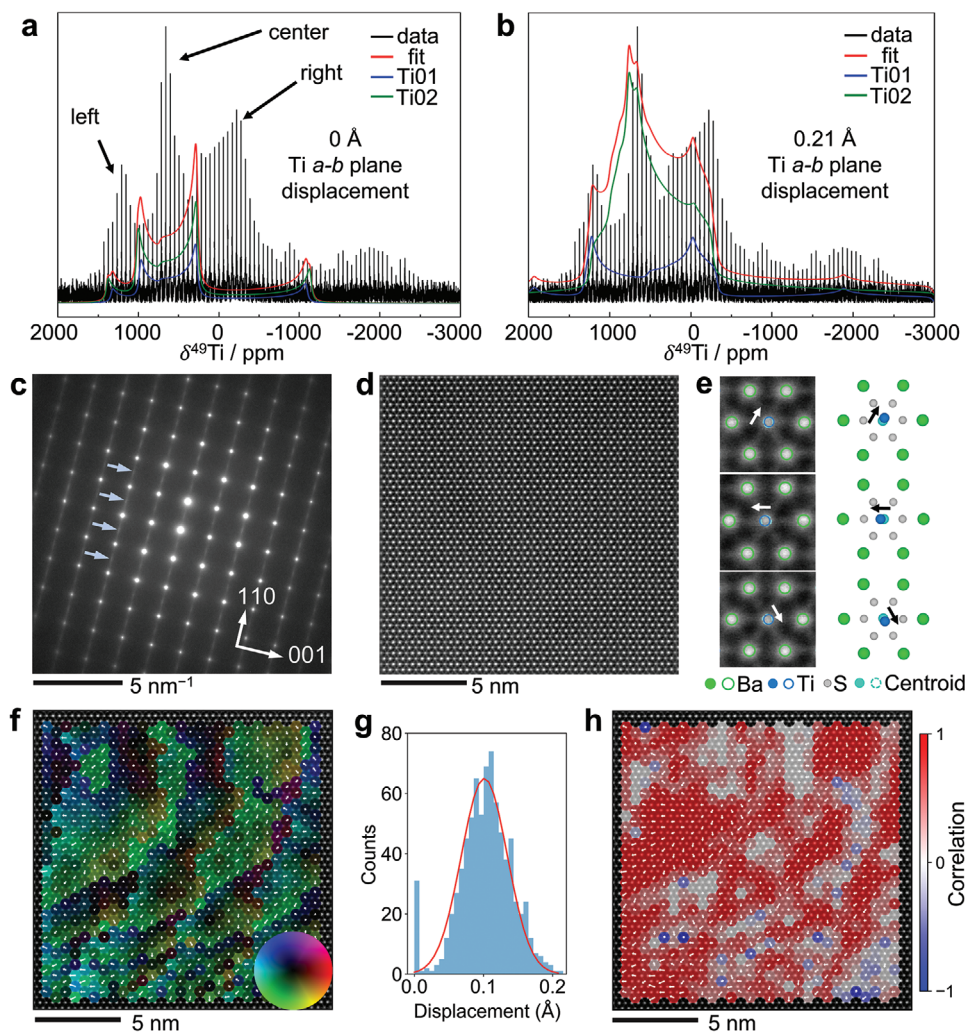 a
center
left
right
data
fit
Ti01
Ti02
0 Å
Ti a-b plane
displacement
2000 1000 0 -1000 -2000 -3000
δ⁴⁹Ti / ppm
b
data
fit
Ti01
Ti02
0.21 Å
Ti a-b plane
displacement
2000 1000 0 -1000 -2000 -3000
δ⁴⁹Ti / ppm
c
110
001
5 nm⁻¹
d
5 nm
e
Ba Ti S Centroid
f
5 nm
g
80
60
40
20
0
Counts
0.0 0.1 0.2
Displacement (Å)
h
5 nm
1
0
−1
Correlation